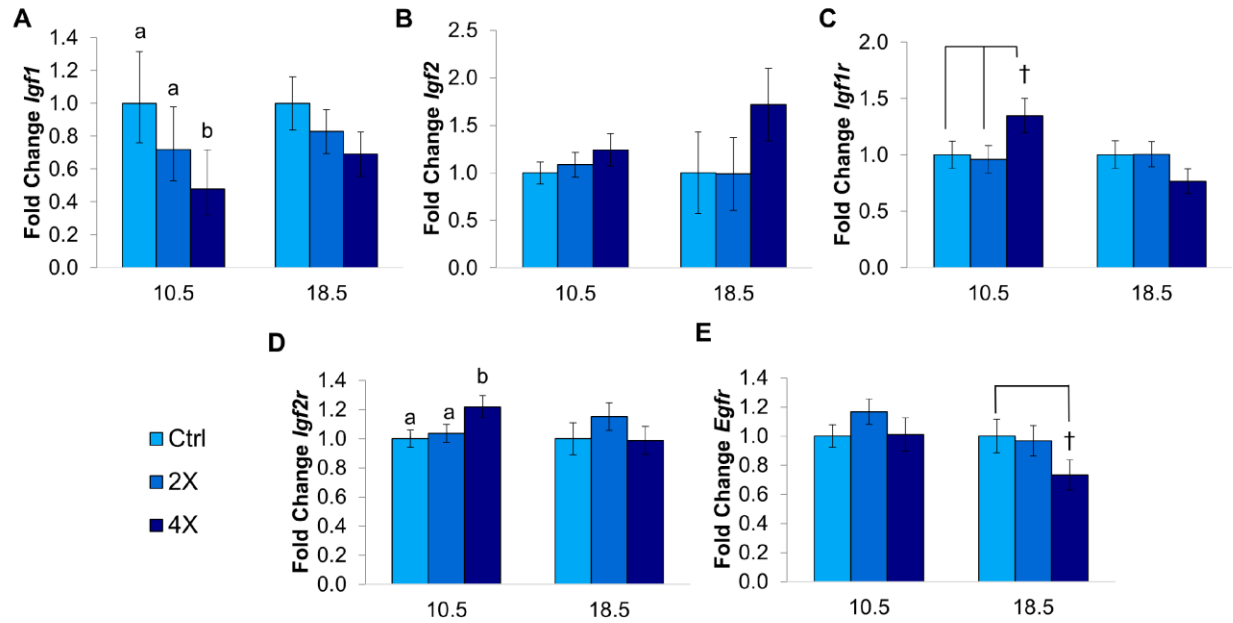 A
Fold Change Igf1
1.4
1.2
1.0
0.8
0.6
0.4
0.2
0.0
a
a
b
10.5
18.5
B
Fold Change Igf2
2.5
2.0
1.5
1.0
0.5
0.0
10.5
18.5
C
Fold Change Igf1r
2.0
1.5
1.0
0.5
0.0
†
10.5
18.5
Ctrl
2X
4X
D
Fold Change Igf2r
1.4
1.2
1.0
0.8
0.6
0.4
0.2
0.0
a
a
b
10.5
18.5
E
Fold Change Egfr
1.4
1.2
1.0
0.8
0.6
0.4
0.2
0.0
†
10.5
18.5